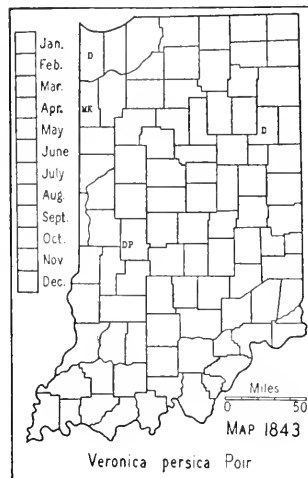 Jan.
Feb.
Mar.
Apr.
May
June
July
Aug.
Sept.
Oct.
Nov
Dec.
D
MK
D
DP
Miles
0 50
MAP 1843
Veronica persica Poir